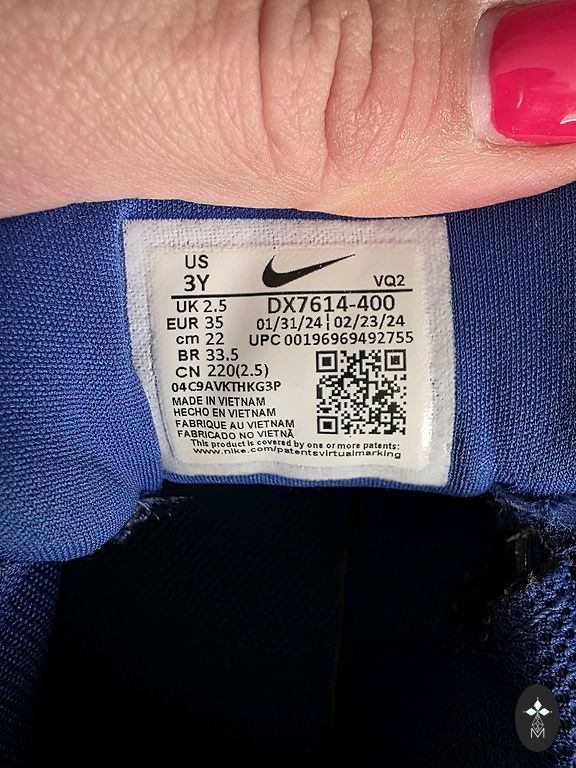 US
3Y
VQ2
UK 2.5 DX7614-400
EUR 35 01/31/24 | 02/23/24
cm 22 UPC 00196969492755
BR 33.5
CN 220(2.5)
04C9AVKTHKG3P
MADE IN VIETNAM
HECHO EN VIETNAM
FABRIQUE AU VIETNAM
FABRICADO NO VIETNÃ
This product is covered by one or more patents:
www.nike.com/patentsvirtualmarking
M